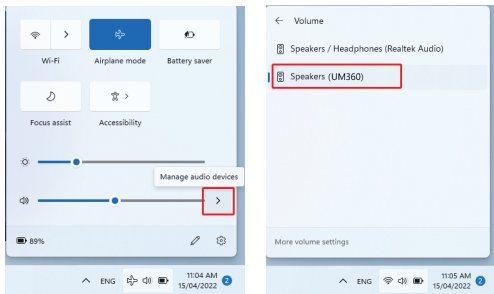 Wi-Fi
Airplane mode
Battery saver
Focus assist
Accessibility
Manage audio devices
89%
ENG
11:04 AM
15/04/2022
2
Volume
Speakers / Headphones (Realtek Audio)
Speakers (UM360)
More volume settings
ENG
11:05 AM
15/04/2022
2